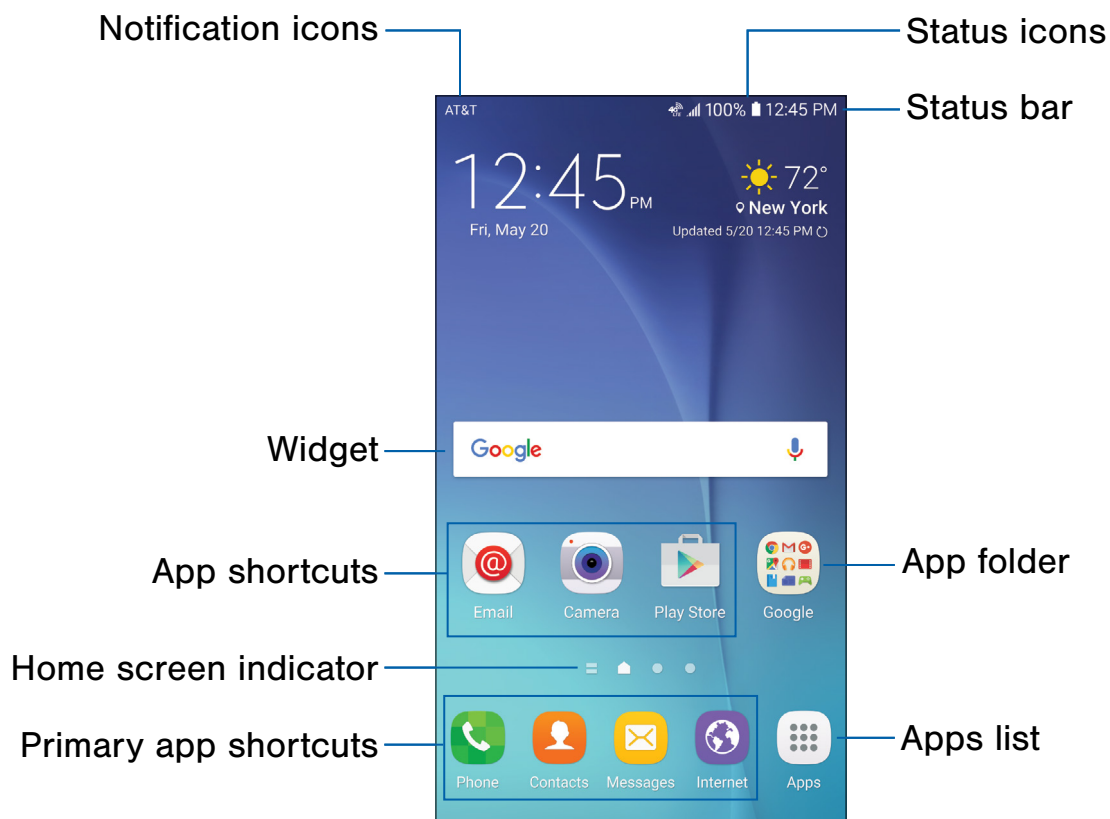 Notification icons
Status icons
AT&T
4G LTE 100% 12:45 PM
Status bar
12:45 PM
72°
New York
Fri, May 20
Updated 5/20 12:45 PM
Widget
Google
App shortcuts
@
App folder
Email Camera Play Store Google
Home screen indicator
Primary app shortcuts
Apps list
Phone Contacts Messages Internet Apps